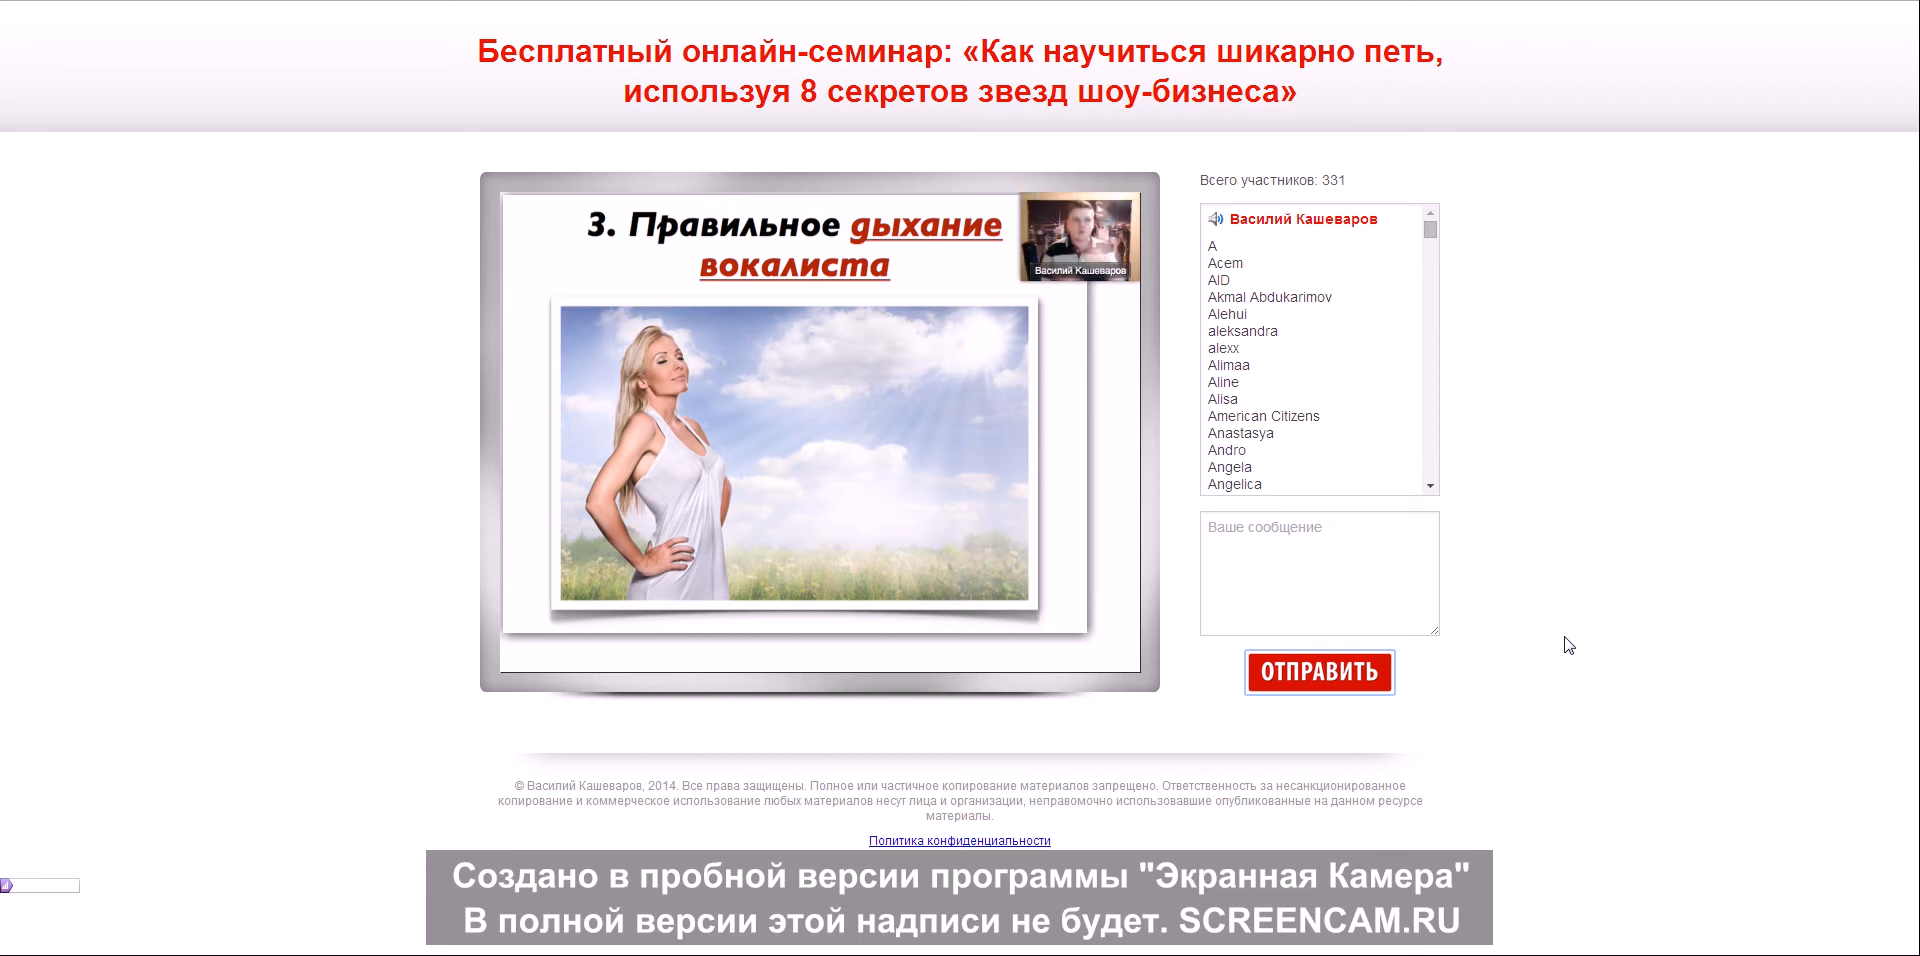 Бесплатный онлайн-семинар: «Как научиться шикарно петь,
используя 8 секретов звезд шоу-бизнеса»
3. Правильное дыхание
вокалиста
Василий Кашеваров
Всего участников: 331
Василий Кашеваров
A
Acem
AID
Akmal Abdukarimov
Alehui
aleksandra
alexx
Alimaa
Aline
Alisa
American Citizens
Anastasya
Andro
Angela
Angelica
Ваше сообщение
ОТПРАВИТЬ
© Василий Кашеваров, 2014. Все права защищены. Полное или частичное копирование материалов запрещено. Ответственность за несанкционированное
копирование и коммерческое использование любых материалов несут лица и организации, неправомочно использовавшие опубликованные на данном ресурсе
материалы.
Политика конфиденциальности
Создано в пробной версии программы "Экранная Камера"
В полной версии этой надписи не будет. SCREENCAM.RU